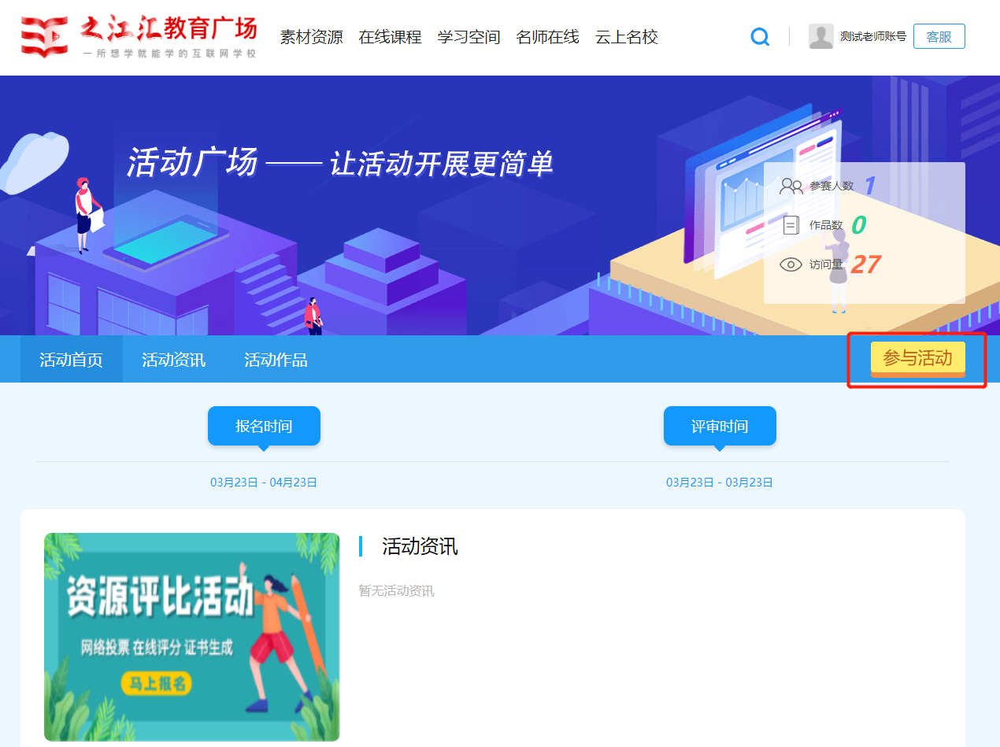 之江汇教育广场
一所想学就能学的互联网学校
素材资源 在线课程 学习空间 名师在线 云上名校
测试老师账号 客服
活动广场 —— 让活动开展更简单
参赛人数 1
作品数 0
访问量 27
活动首页 活动资讯 活动作品
参与活动
报名时间 评审时间
03月23日 - 04月23日 03月23日 - 03月23日
活动资讯
暂无活动资讯
资源评比活动
网络投票 在线评分 证书生成
马上报名